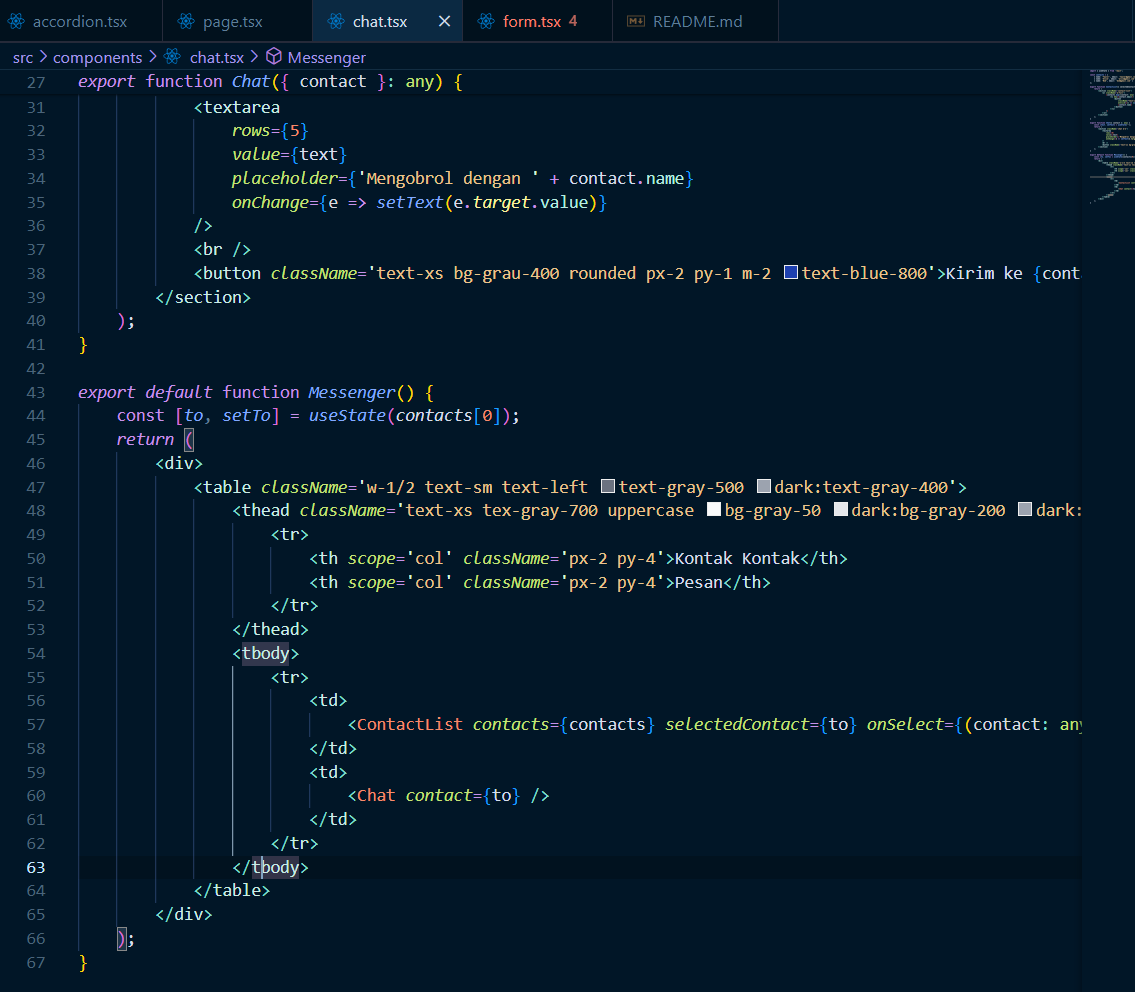 accordion.tsx page.tsx chat.tsx × form.tsx 4 README.md
src > components > chat.tsx > Messenger
27 export function Chat({ contact }: any) {
31 <textarea
32 rows={5}
33 value={text}
34 placeholder={'Mengobrol dengan ' + contact.name}
35 onChange={e => setText(e.target.value)}
36 />
37 <br />
38 <button className='text-xs bg-grau-400 rounded px-2 py-1 m-2 text-blue-800'>Kirim ke {cont
39 </section>
40 );
41 }
42
43 export default function Messenger() {
44 const [to, setTo] = useState(contacts[0]);
45 return (
46 <div>
47 <table className='w-1/2 text-sm text-left text-gray-500 dark:text-gray-400'>
48 <thead className='text-xs tex-gray-700 uppercase bg-gray-50 dark:bg-gray-200 dark:
49 <tr>
50 <th scope='col' className='px-2 py-4'>Kontak Kontak</th>
51 <th scope='col' className='px-2 py-4'>Pesan</th>
52 </tr>
53 </thead>
54 <tbody>
55 <tr>
56 <td>
57 <ContactList contacts={contacts} selectedContact={to} onSelect={(contact: any
58 </td>
59 <td>
60 <Chat contact={to} />
61 </td>
62 </tr>
63 </tbody>
64 </table>
65 </div>
66 );
67 }